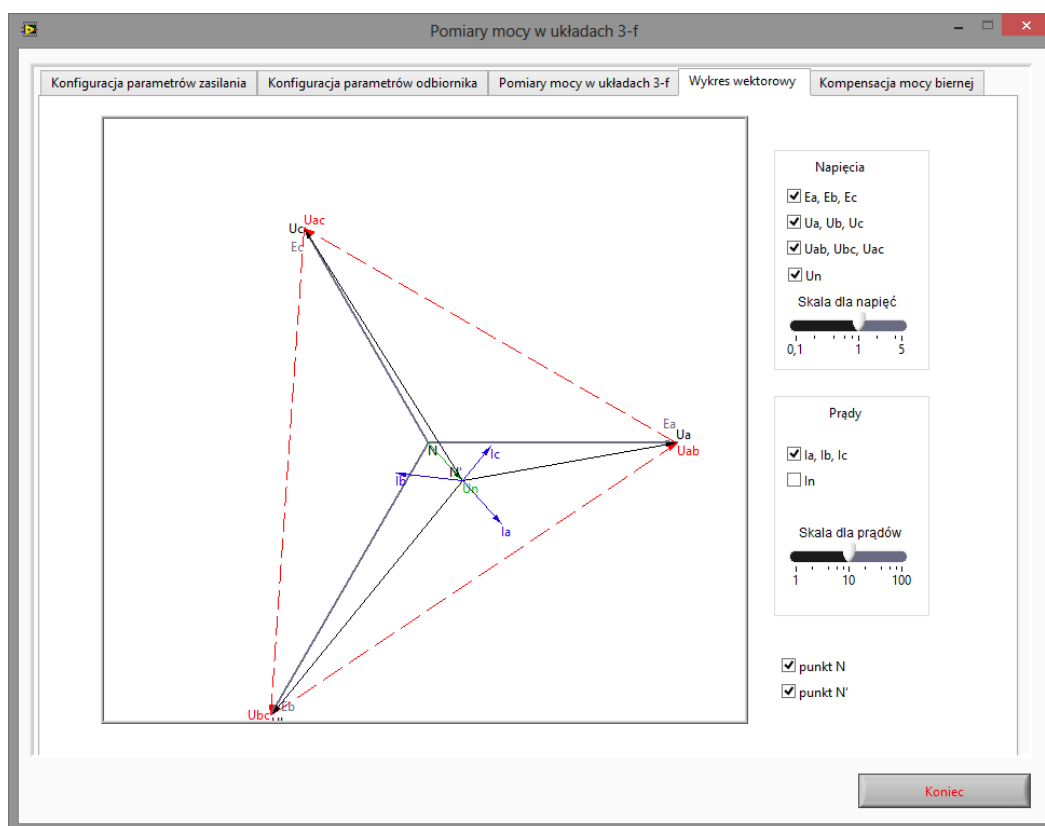 Pomiary mocy w układach 3-f
Konfiguracja parametrów zasilania
Konfiguracja parametrów odbiornika
Pomiary mocy w układach 3-f
Wykres wektorowy
Kompensacja mocy biernej
Uac
Uc
Ec
Ea
Ua
Uab
N
Ic
N'
Ib
Un
Ia
Eb
Ubc
Napięcia
Ea, Eb, Ec
Ua, Ub, Uc
Uab, Ubc, Uac
Un
Skala dla napięć
0,1 1 5
Prądy
Ia, Ib, Ic
In
Skala dla prądów
1 10 100
punkt N
punkt N'
Koniec